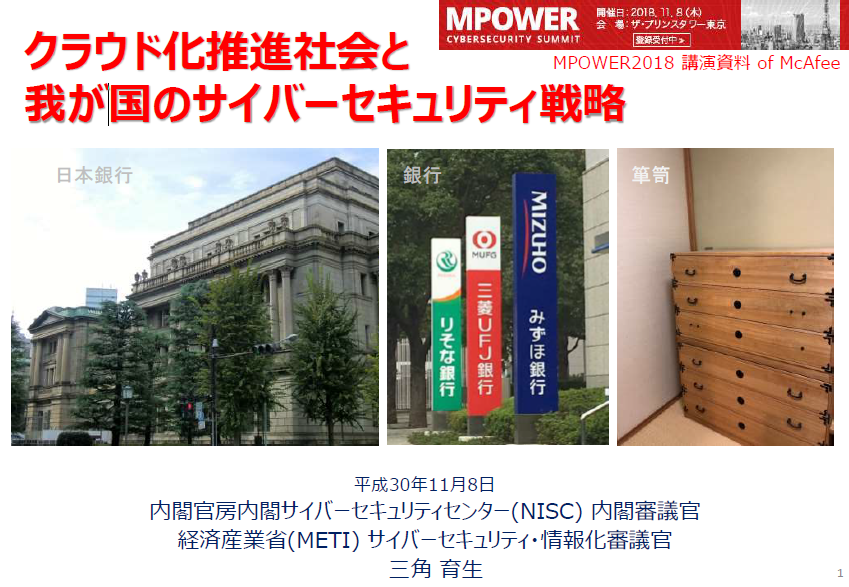 MPOWER
CYBERSECURITY SUMMIT
開催日：2018, 11, 8 (木)
会　場：ザ・プリンスタワー東京
登録受付中 >
MPOWER2018 講演資料 of McAfee
クラウド化推進社会と
我が国のサイバーセキュリティ戦略
日本銀行
銀行
箪笥
りそな銀行
MUFG
三菱UFJ銀行
MIZUHO
みずほ銀行
平成30年11月8日
内閣官房内閣サイバーセキュリティセンター(NISC) 内閣審議官
経済産業省(METI) サイバーセキュリティ・情報化審議官
三角 育生
1